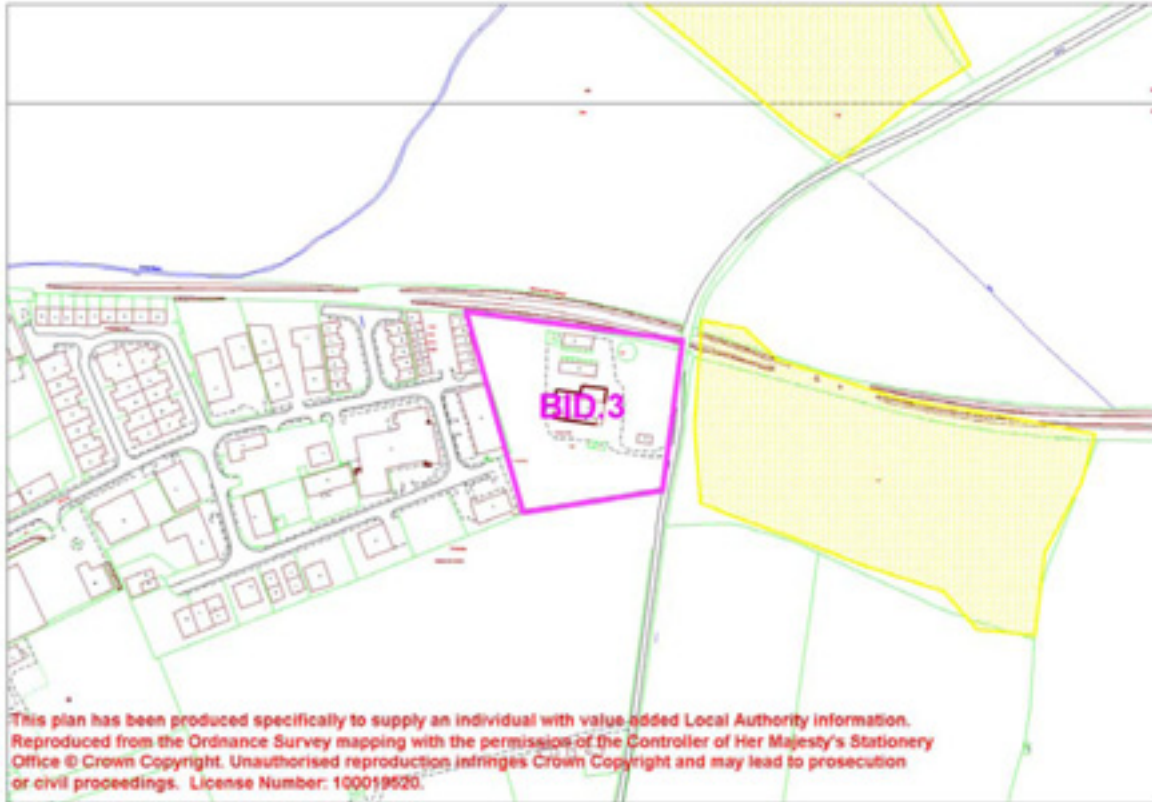 BID.3
This plan has been produced specifically to supply an individual with value added Local Authority information.
Reproduced from the Ordnance Survey mapping with the permission of the Controller of Her Majesty's Stationery
Office © Crown Copyright. Unauthorised reproduction infringes Crown Copyright and may lead to prosecution
or civil proceedings. License Number: 100019520.